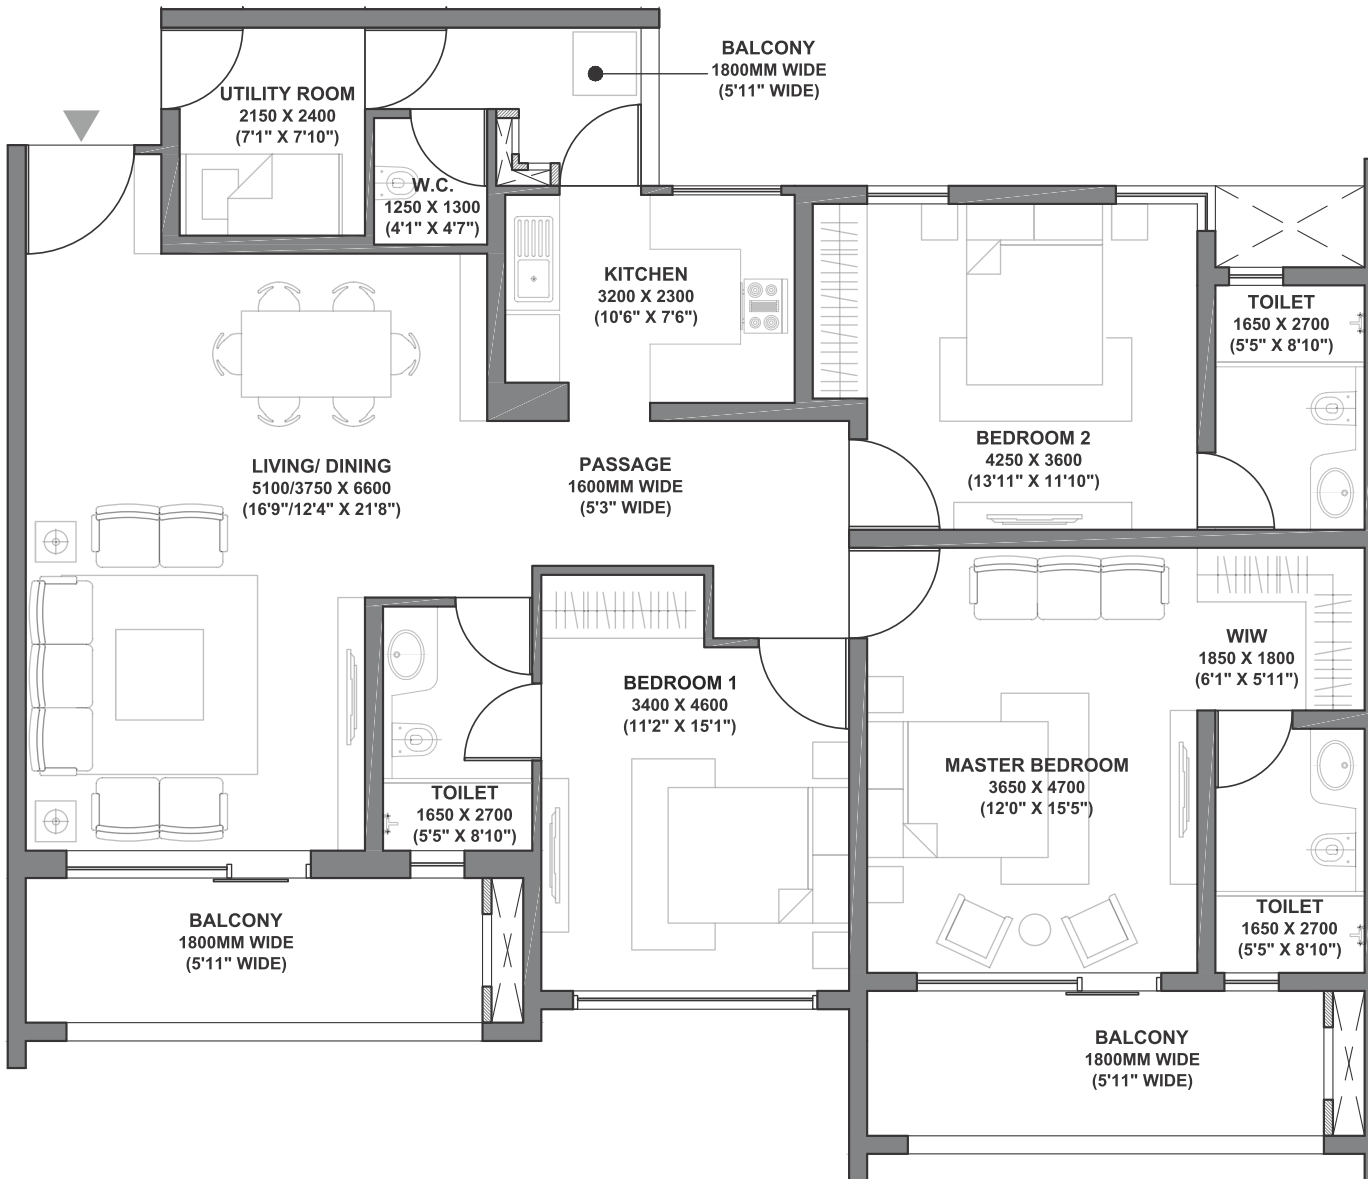 BALCONY
1800MM WIDE
(5'11" WIDE)
UTILITY ROOM
2150 X 2400
(7'1" X 7'10")
W.C.
1250 X 1300
(4'1" X 4'7")
KITCHEN
3200 X 2300
(10'6" X 7'6")
TOILET
1650 X 2700
(5'5" X 8'10")
LIVING/ DINING
5100/3750 X 6600
(16'9"/12'4" X 21'8")
PASSAGE
1600MM WIDE
(5'3" WIDE)
BEDROOM 2
4250 X 3600
(13'11" X 11'10")
WIW
1850 X 1800
(6'1" X 5'11")
BEDROOM 1
3400 X 4600
(11'2" X 15'1")
MASTER BEDROOM
3650 X 4700
(12'0" X 15'5")
TOILET
1650 X 2700
(5'5" X 8'10")
BALCONY
1800MM WIDE
(5'11" WIDE)
TOILET
1650 X 2700
(5'5" X 8'10")
BALCONY
1800MM WIDE
(5'11" WIDE)